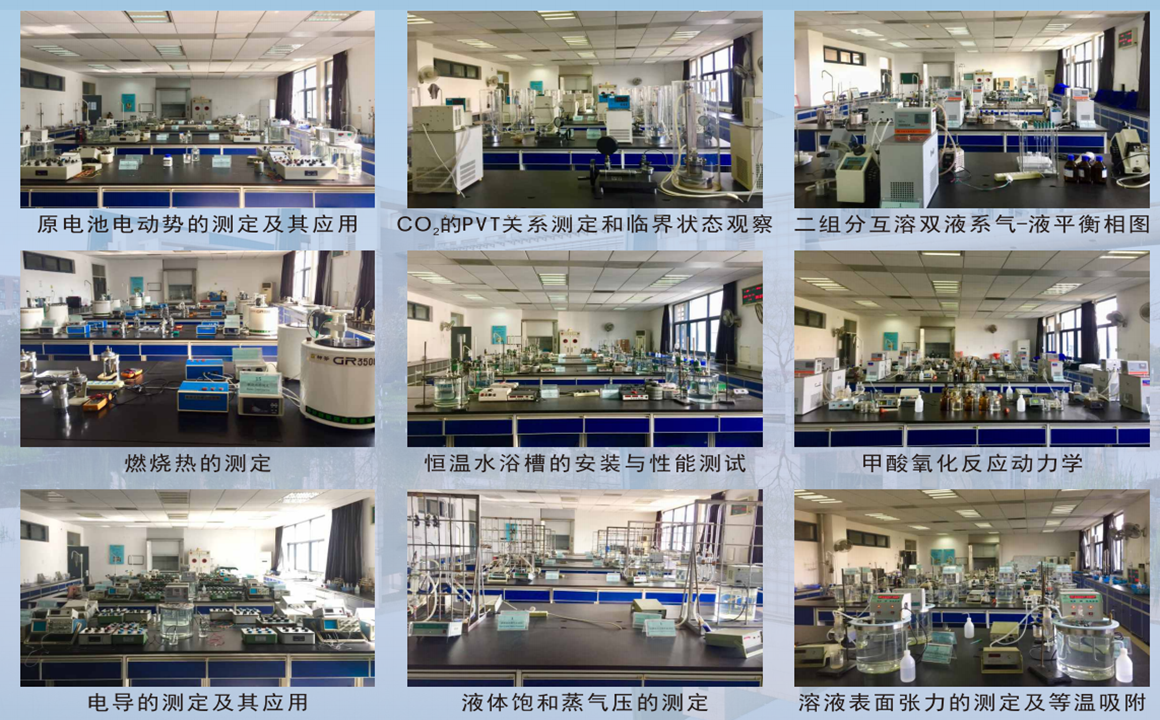 原电池电动势的测定及其应用
CO₂的PVT关系测定和临界状态观察
二组分互溶双液系气-液平衡相图
GR3500
燃烧热的测定
恒温水浴槽的安装与性能测试
甲酸氧化反应动力学
电导的测定及其应用
液体饱和蒸气压的测定
溶液表面张力的测定及等温吸附